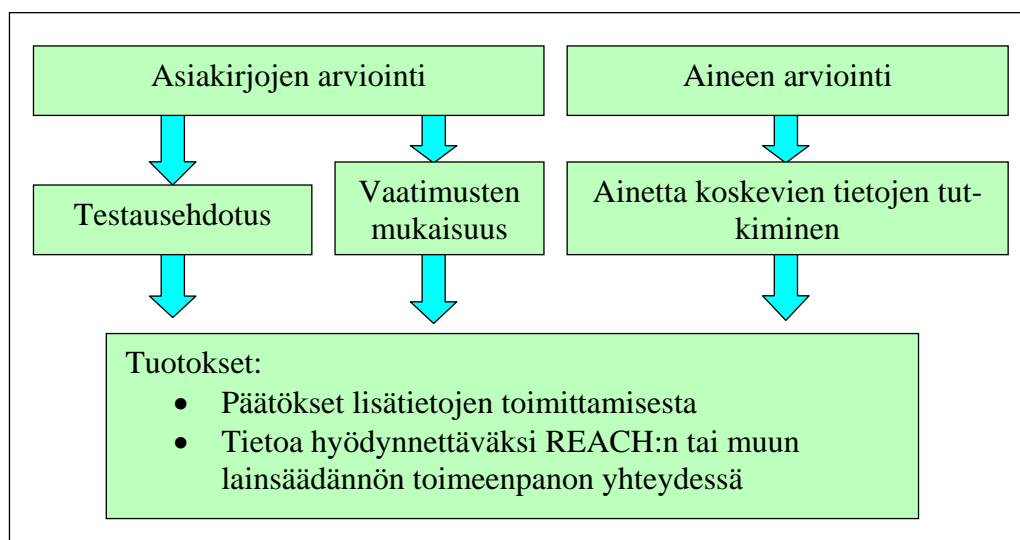 Asiakirjojen arviointi
Aineen arviointi
Testausehdotus
Vaatimusten
mukaisuus
Ainetta koskevien tietojen tut-
kiminen
Tuotokset:
• Päätökset lisätietojen toimittamisesta
• Tietoa hyödynnettäväksi REACH:n tai muun
lainsäädännön toimeenpanon yhteydessä